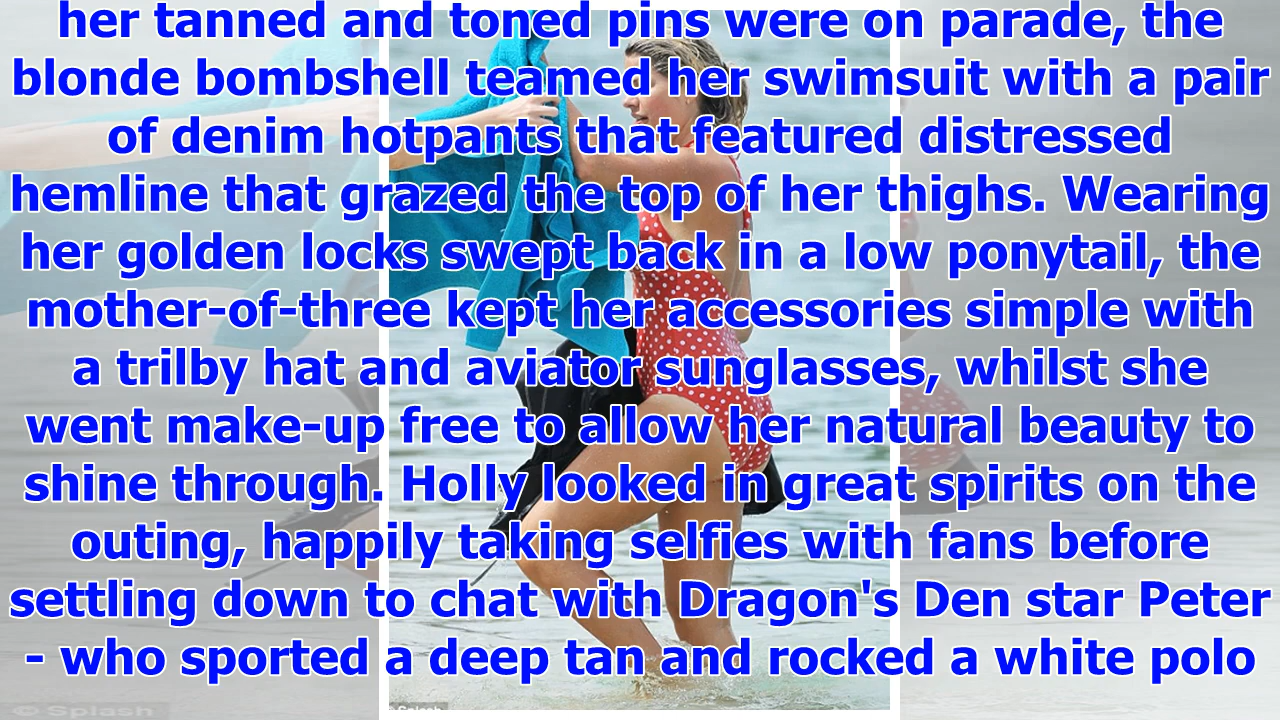 her tanned and toned pins were on parade, the
blonde bombshell teamed her swimsuit with a pair
of denim hotpants that featured distressed
hemline that grazed the top of her thighs. Wearing
her golden locks swept back in a low ponytail, the
mother-of-three kept her accessories simple with
a trilby hat and aviator sunglasses, whilst she
went make-up free to allow her natural beauty to
shine through. Holly looked in great spirits on the
outing, happily taking selfies with fans before
settling down to chat with Dragon's Den star Peter
- who sported a deep tan and rocked a white polo
© Splash
© Splash